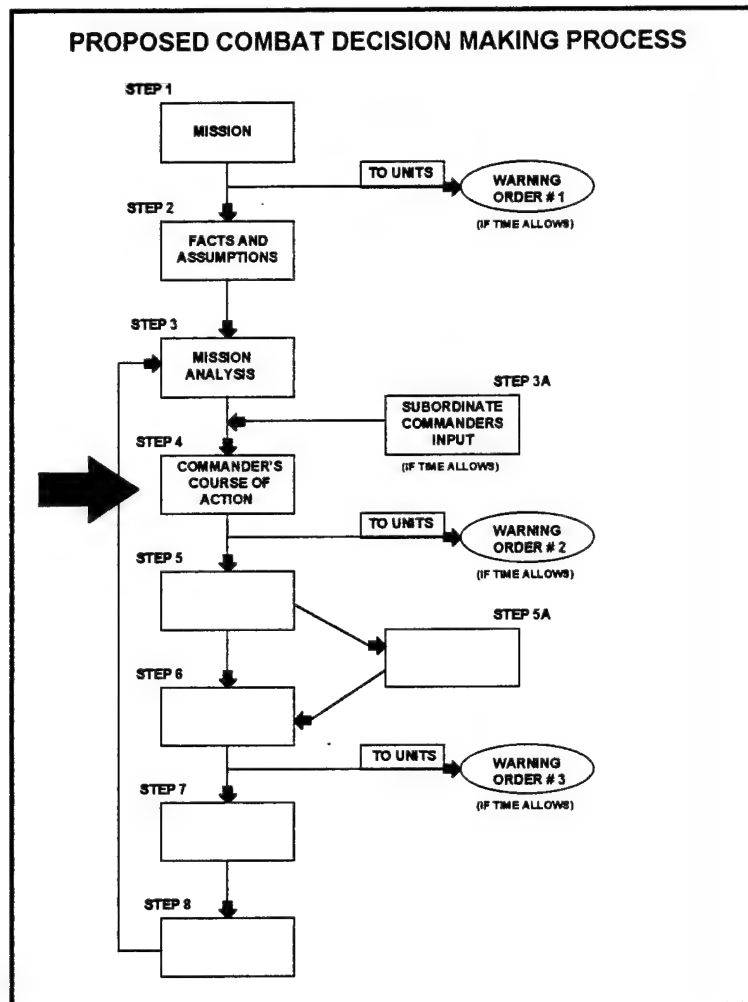 PROPOSED COMBAT DECISION MAKING PROCESS
STEP 1
MISSION
TO UNITS
WARNING
ORDER # 1
(IF TIME ALLOWS)
STEP 2
FACTS AND
ASSUMPTIONS
STEP 3
MISSION
ANALYSIS
STEP 3A
SUBORDINATE
COMMANDERS
INPUT
(IF TIME ALLOWS)
STEP 4
COMMANDER'S
COURSE OF
ACTION
TO UNITS
WARNING
ORDER # 2
(IF TIME ALLOWS)
STEP 5
STEP 5A
STEP 6
TO UNITS
WARNING
ORDER # 3
(IF TIME ALLOWS)
STEP 7
STEP 8